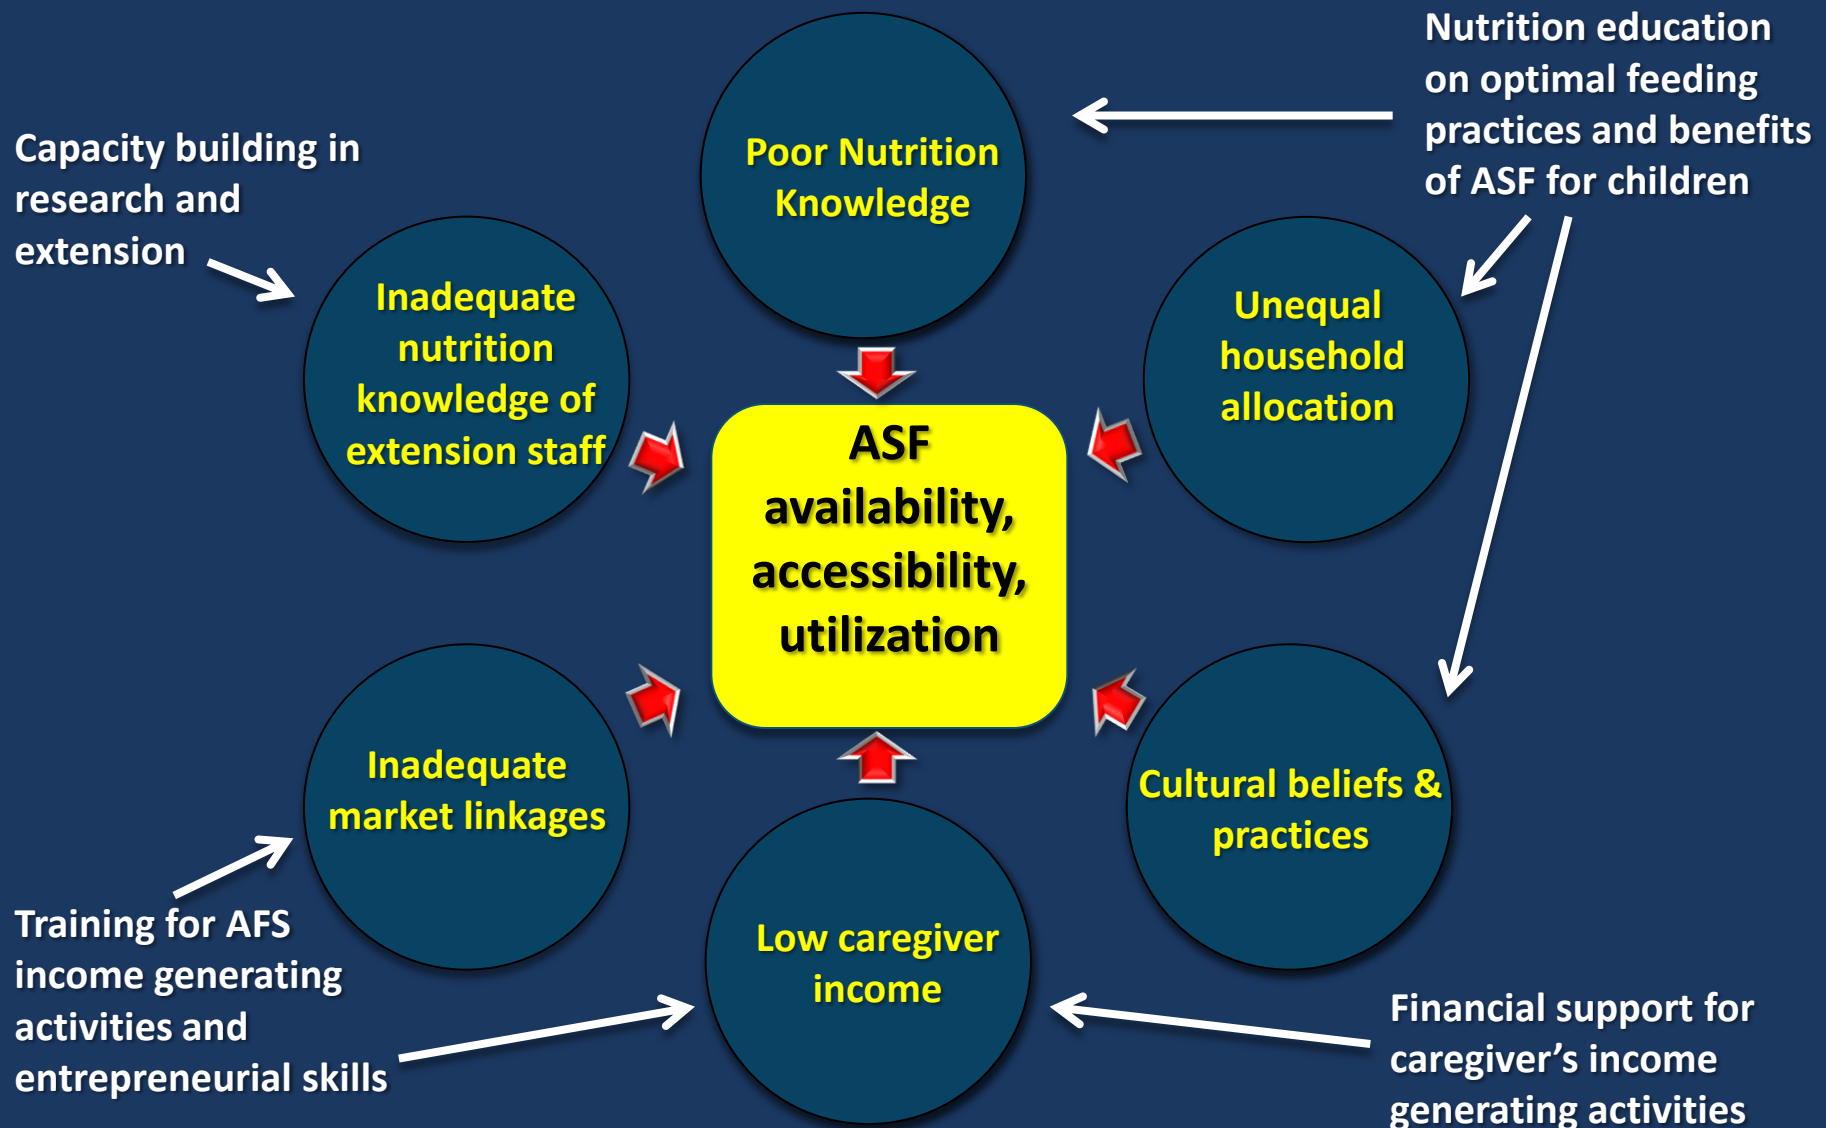 Nutrition education
on optimal feeding
practices and benefits
of ASF for children
Capacity building in
research and
extension
Poor Nutrition
Knowledge
Inadequate
nutrition
knowledge of
extension staff
Unequal
household
allocation
ASF
availability,
accessibility,
utilization
Inadequate
market linkages
Cultural beliefs &
practices
Low caregiver
income
Training for AFS
income generating
activities and
entrepreneurial skills
Financial support for
caregiver’s income
generating activities